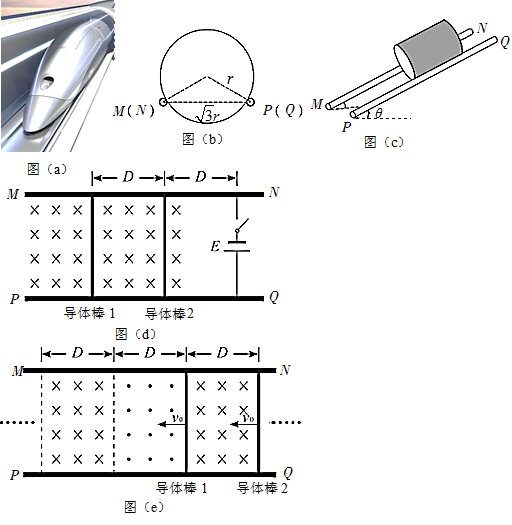 N
Q
M
P
θ
图（c）
r
M(N)
P(Q)
√3r
图（b）
图（a）
D
D
M
N
E
P
Q
导体棒1
导体棒2
图（d）
D
D
D
M
N
v₀
v₀
P
Q
导体棒1
导体棒2
图（e）